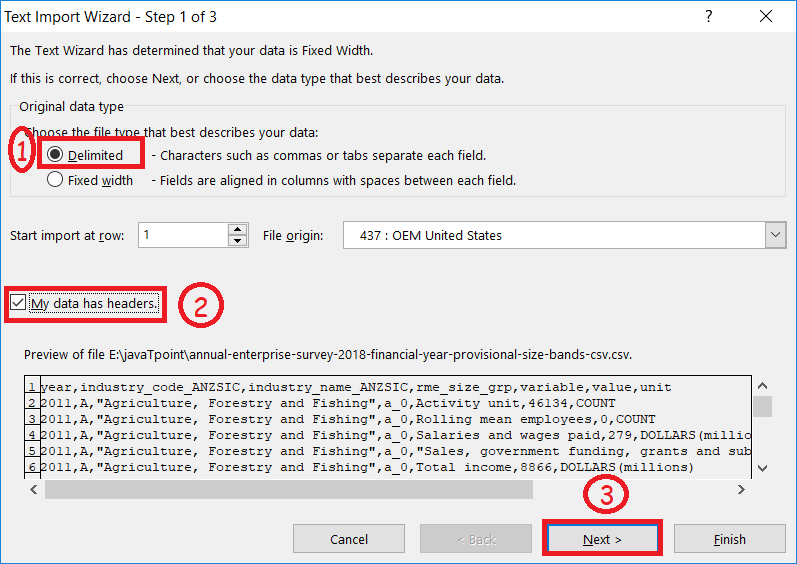 Text Import Wizard - Step 1 of 3 ?
The Text Wizard has determined that your data is Fixed Width.
If this is correct, choose Next, or choose the data type that best describes your data.
Original data type
Choose the file type that best describes your data:
1 Delimited - Characters such as commas or tabs separate each field.
Fixed width - Fields are aligned in columns with spaces between each field.
Start import at row: 1 File origin: 437 : OEM United States
My data has headers. 2
Preview of file E:\javaTpoint\annual-enterprise-survey-2018-financial-year-provisional-size-bands-csv.csv.
1 year,industry_code_ANZSIC,industry_name_ANZSIC,rme_size_grp,variable,value,unit
2 2011,A,"Agriculture, Forestry and Fishing",a_0,Activity unit,46134,COUNT
3 2011,A,"Agriculture, Forestry and Fishing",a_0,Rolling mean employees,0,COUNT
4 2011,A,"Agriculture, Forestry and Fishing",a_0,Salaries and wages paid,279,DOLLARS(millio
5 2011,A,"Agriculture, Forestry and Fishing",a_0,"Sales, government funding, grants and sub
6 2011,A,"Agriculture, Forestry and Fishing",a_0,Total income,8866,DOLLARS(millions)
3
Cancel < Back Next > Finish